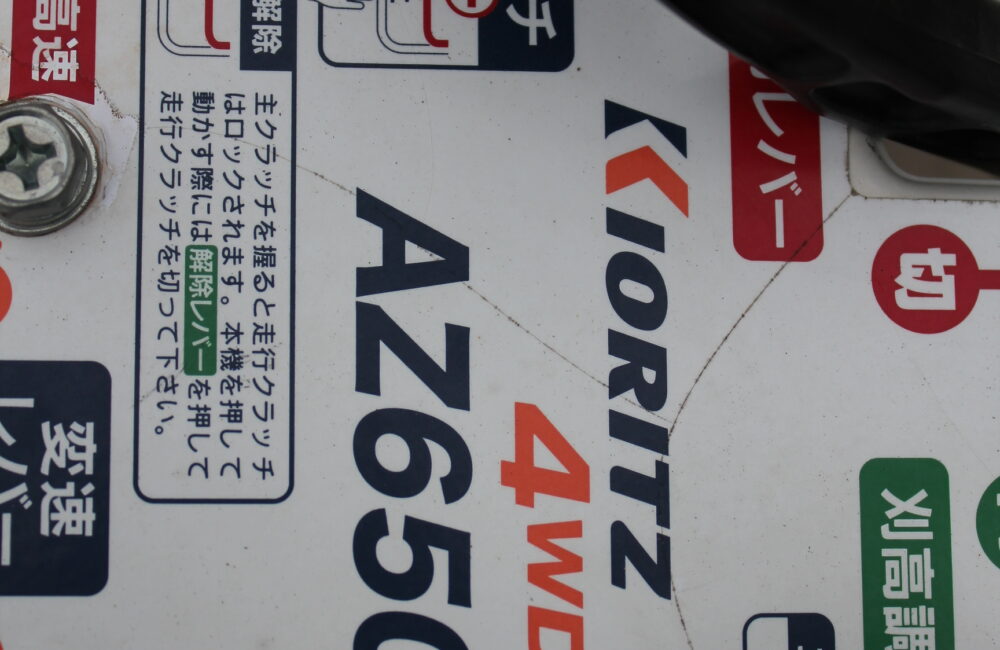 レバー
切
刈高調
KIORITZ
4WD
AZ650
チ
解除
主クラッチを握ると走行クラッチ
はロックされます。本機を押して
動かす際には解除レバーを押して
走行クラッチを切って下さい。
高速
変速
レバー